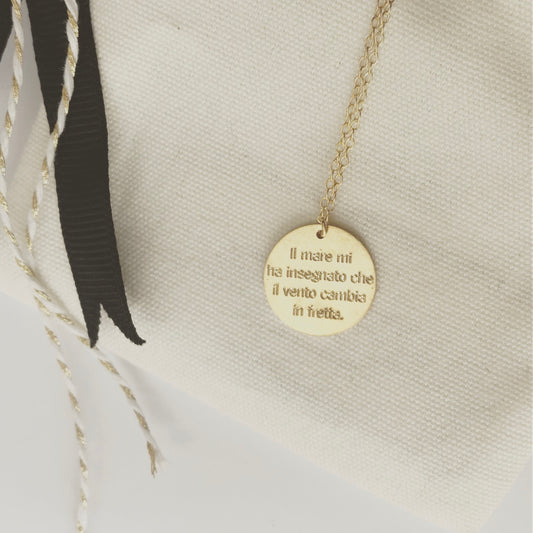 Il mare mi
ha insegnato che
il vento cambia
in fretta.